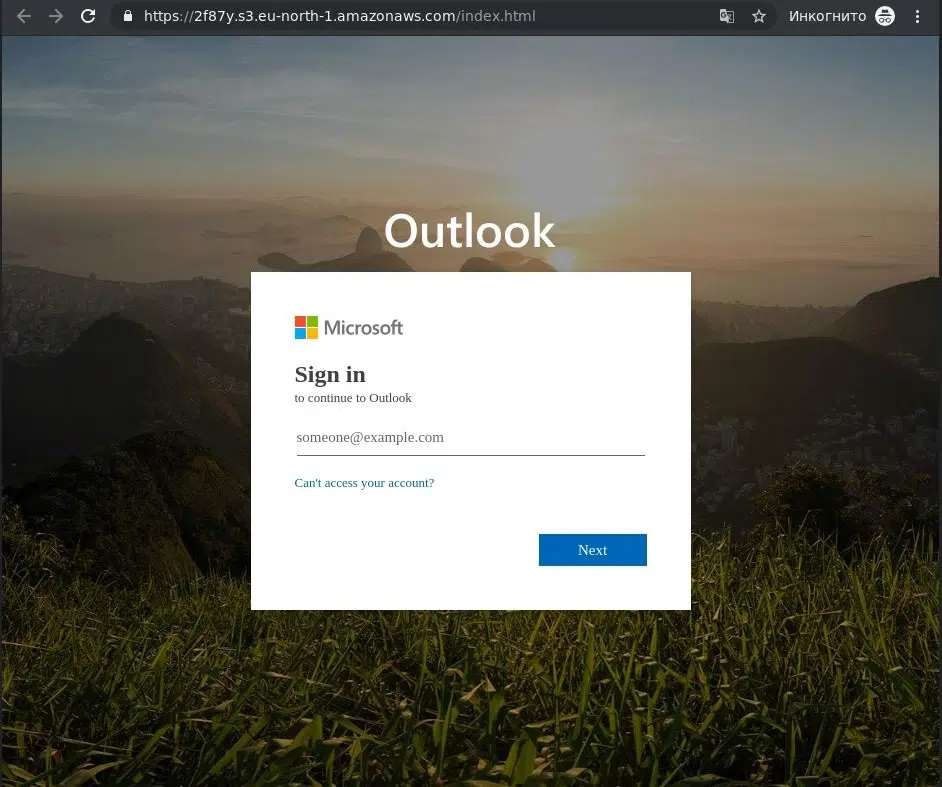 https://2f87y.s3.eu-north-1.amazonaws.com/index.html Инкогнито
Outlook
Microsoft
Sign in
to continue to Outlook
someone@example.com
Can't access your account?
Next